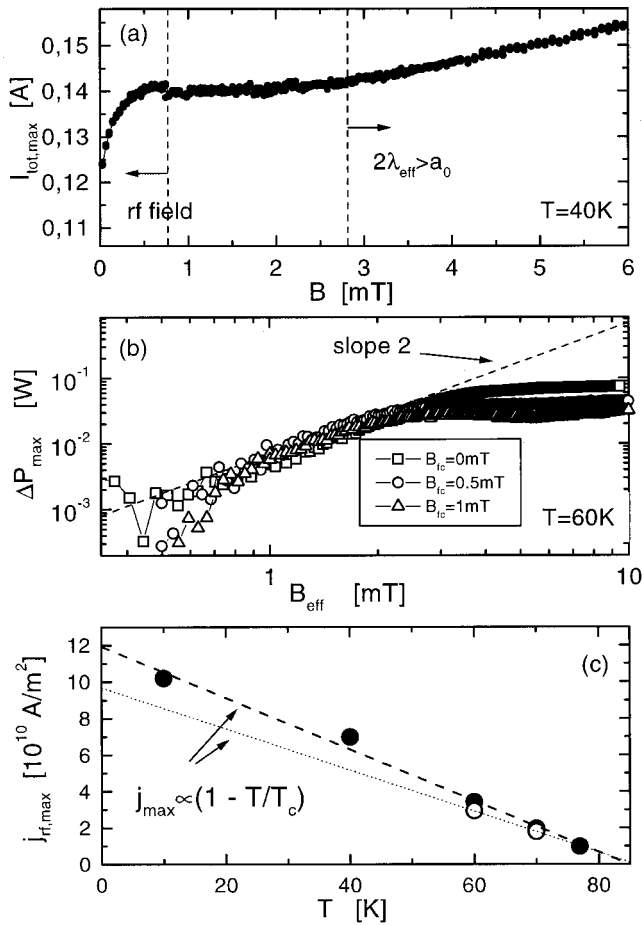 (a)
0,15
0,14
0,13
0,12
0,11
I_tot,max [A]
rf field
2λ_eff>a_0
T=40K
0 1 2 3 4 5 6
B [mT]
(b)
slope 2
10^-1
10^-2
10^-3
ΔP_max [W]
B_fc=0mT
B_fc=0.5mT
B_fc=1mT
T=60K
1 10
B_eff [mT]
(c)
12
10
8
6
4
2
0
j_rf,max [10^10 A/m^2]
j_max∝(1 - T/T_c)
0 20 40 60 80
T [K]